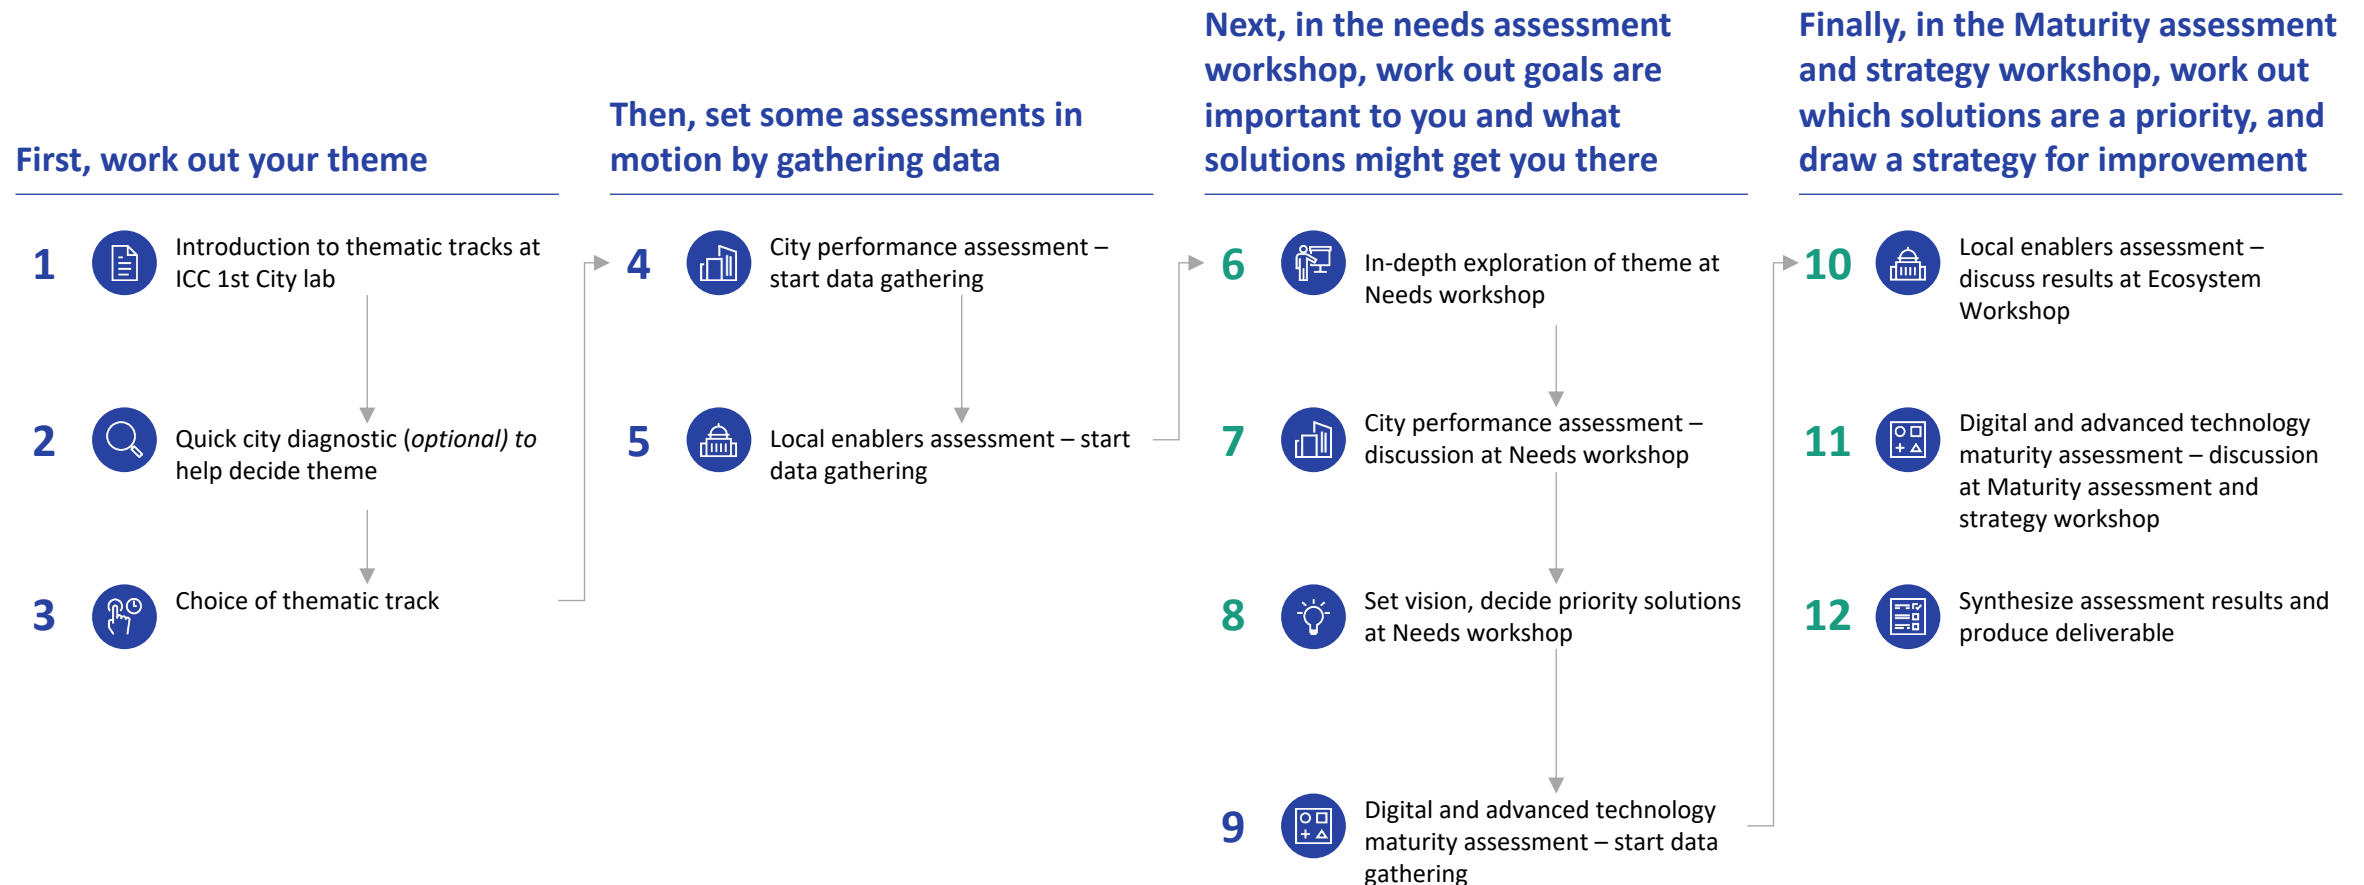 First, work out your theme
1
Introduction to thematic tracks at
ICC 1st City lab
2
Quick city diagnostic (optional) to
help decide theme
3
Choice of thematic track
Then, set some assessments in
motion by gathering data
4
City performance assessment –
start data gathering
5
Local enablers assessment – start
data gathering
Next, in the needs assessment
workshop, work out goals are
important to you and what
solutions might get you there
6
In-depth exploration of theme at
Needs workshop
7
City performance assessment –
discussion at Needs workshop
8
Set vision, decide priority solutions
at Needs workshop
9
Digital and advanced technology
maturity assessment – start data
gathering
Finally, in the Maturity assessment
and strategy workshop, work out
which solutions are a priority, and
draw a strategy for improvement
10
Local enablers assessment –
discuss results at Ecosystem
Workshop
11
Digital and advanced technology
maturity assessment – discussion
at Maturity assessment and
strategy workshop
12
Synthesize assessment results and
produce deliverable